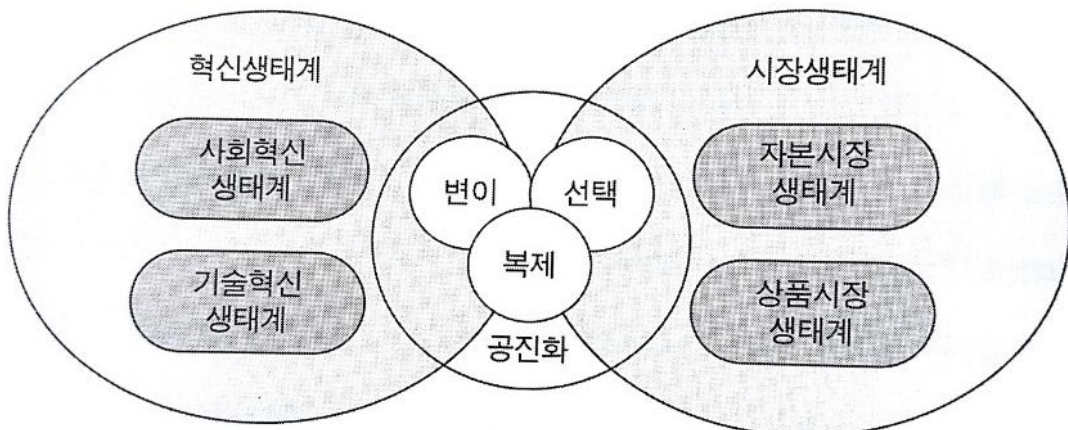 혁신생태계
사회혁신
생태계
기술혁신
생태계
변이
선택
복제
공진화
시장생태계
자본시장
생태계
상품시장
생태계